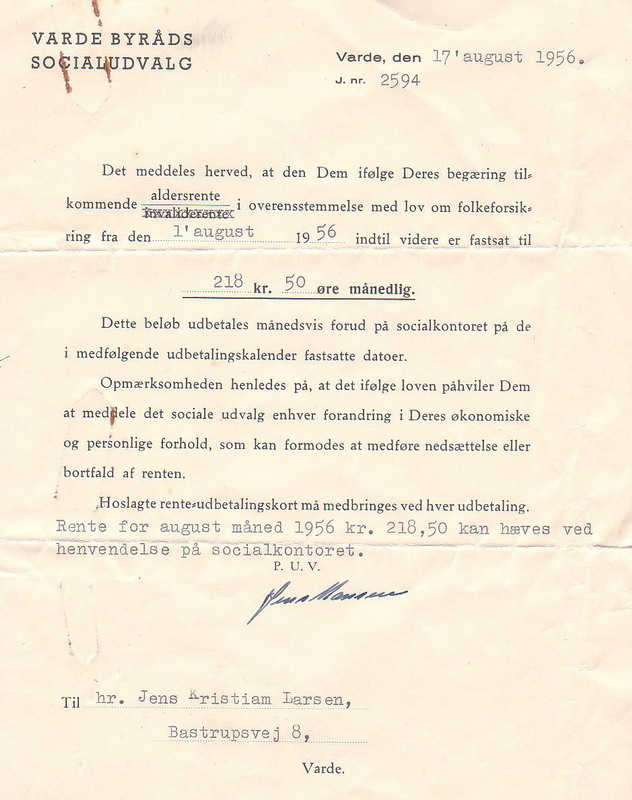 VARDE BYRÅDS
SOCIALUDVALG
Varde, den 17' august 1956.
J. nr. 2594
Det meddeles herved, at den Dem ifølge Deres begæring til=
kommende aldersrente
invaliderente i overensstemmelse med lov om folkeforsik=
ring fra den 1' august 1956 indtil videre er fastsat til
218 kr. 50 øre månedlig.
Dette beløb udbetales månedsvis forud på socialkontoret på de
i medfølgende udbetalingskalender fastsatte datoer.
Opmærksomheden henledes på, at det ifølge loven påhviler Dem
at meddele det sociale udvalg enhver forandring i Deres økonomiske
og personlige forhold, som kan formodes at medføre nedsættelse eller
bortfald af renten.
Hoslagte rente=udbetalingskort må medbringes ved hver udbetaling.
Rente for august måned 1956 kr. 218,50 kan hæves ved
henvendelse på socialkontoret.
P. U. V.
Jens Hansen
Til hr. Jens Kristiam Larsen,
Bastrupsvej 8,
Varde.